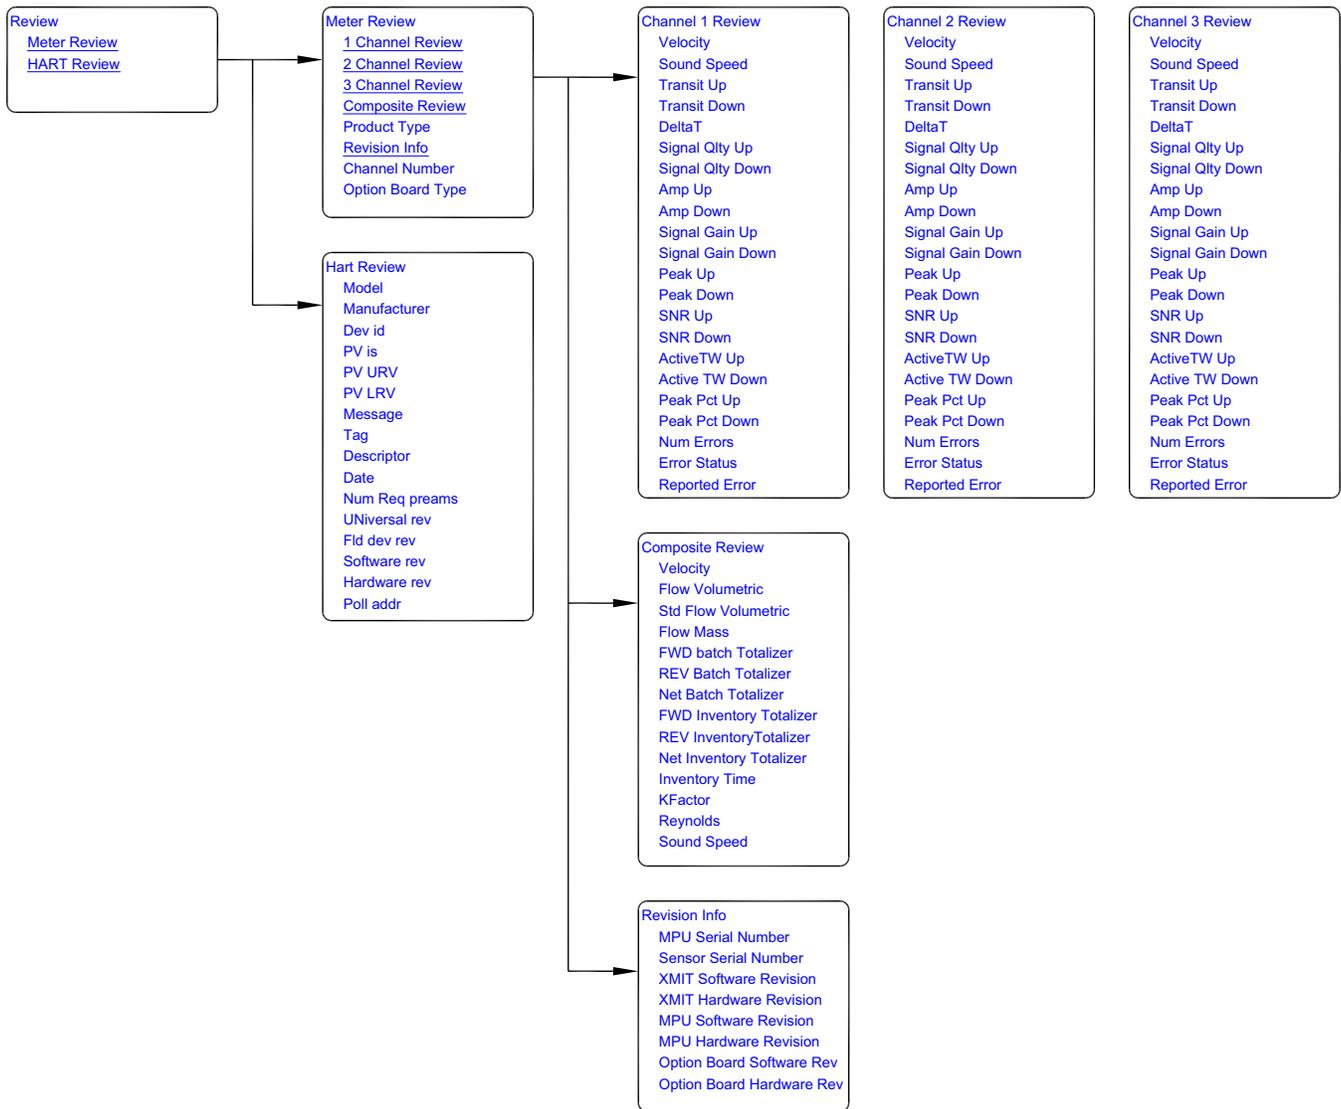 Review
Meter Review
HART Review
Meter Review
1 Channel Review
2 Channel Review
3 Channel Review
Composite Review
Product Type
Revision Info
Channel Number
Option Board Type
Hart Review
Model
Manufacturer
Dev id
PV is
PV URV
PV LRV
Message
Tag
Descriptor
Date
Num Req preams
UNiversal rev
Fld dev rev
Software rev
Hardware rev
Poll addr
Channel 1 Review
Velocity
Sound Speed
Transit Up
Transit Down
DeltaT
Signal Qlty Up
Signal Qlty Down
Amp Up
Amp Down
Signal Gain Up
Signal Gain Down
Peak Up
Peak Down
SNR Up
SNR Down
ActiveTW Up
Active TW Down
Peak Pct Up
Peak Pct Down
Num Errors
Error Status
Reported Error
Channel 2 Review
Velocity
Sound Speed
Transit Up
Transit Down
DeltaT
Signal Qlty Up
Signal Qlty Down
Amp Up
Amp Down
Signal Gain Up
Signal Gain Down
Peak Up
Peak Down
SNR Up
SNR Down
ActiveTW Up
Active TW Down
Peak Pct Up
Peak Pct Down
Num Errors
Error Status
Reported Error
Channel 3 Review
Velocity
Sound Speed
Transit Up
Transit Down
DeltaT
Signal Qlty Up
Signal Qlty Down
Amp Up
Amp Down
Signal Gain Up
Signal Gain Down
Peak Up
Peak Down
SNR Up
SNR Down
ActiveTW Up
Active TW Down
Peak Pct Up
Peak Pct Down
Num Errors
Error Status
Reported Error
Composite Review
Velocity
Flow Volumetric
Std Flow Volumetric
Flow Mass
FWD batch Totalizer
REV Batch Totalizer
Net Batch Totalizer
FWD Inventory Totalizer
REV InventoryTotalizer
Net Inventory Totalizer
Inventory Time
KFactor
Reynolds
Sound Speed
Revision Info
MPU Serial Number
Sensor Serial Number
XMIT Software Revision
XMIT Hardware Revision
MPU Software Revision
MPU Hardware Revision
Option Board Software Rev
Option Board Hardware Rev